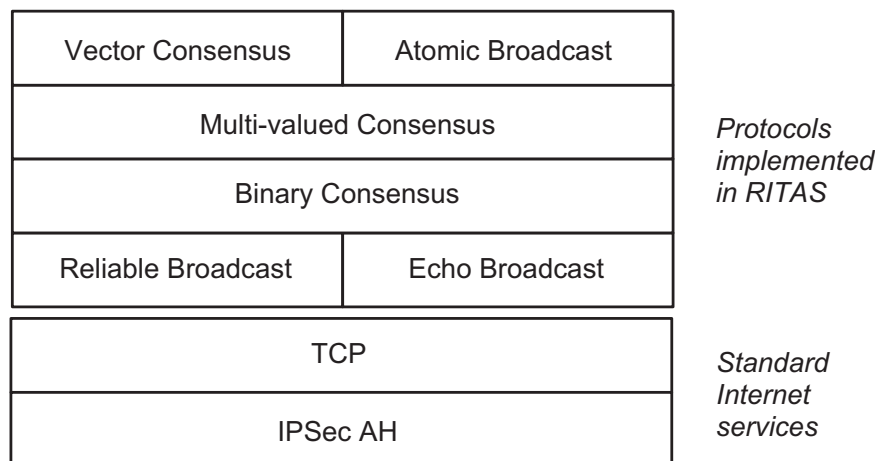 Vector Consensus
Atomic Broadcast
Multi-valued Consensus
Binary Consensus
Reliable Broadcast
Echo Broadcast
Protocols
implemented
in RITAS
TCP
IPSec AH
Standard
Internet
services